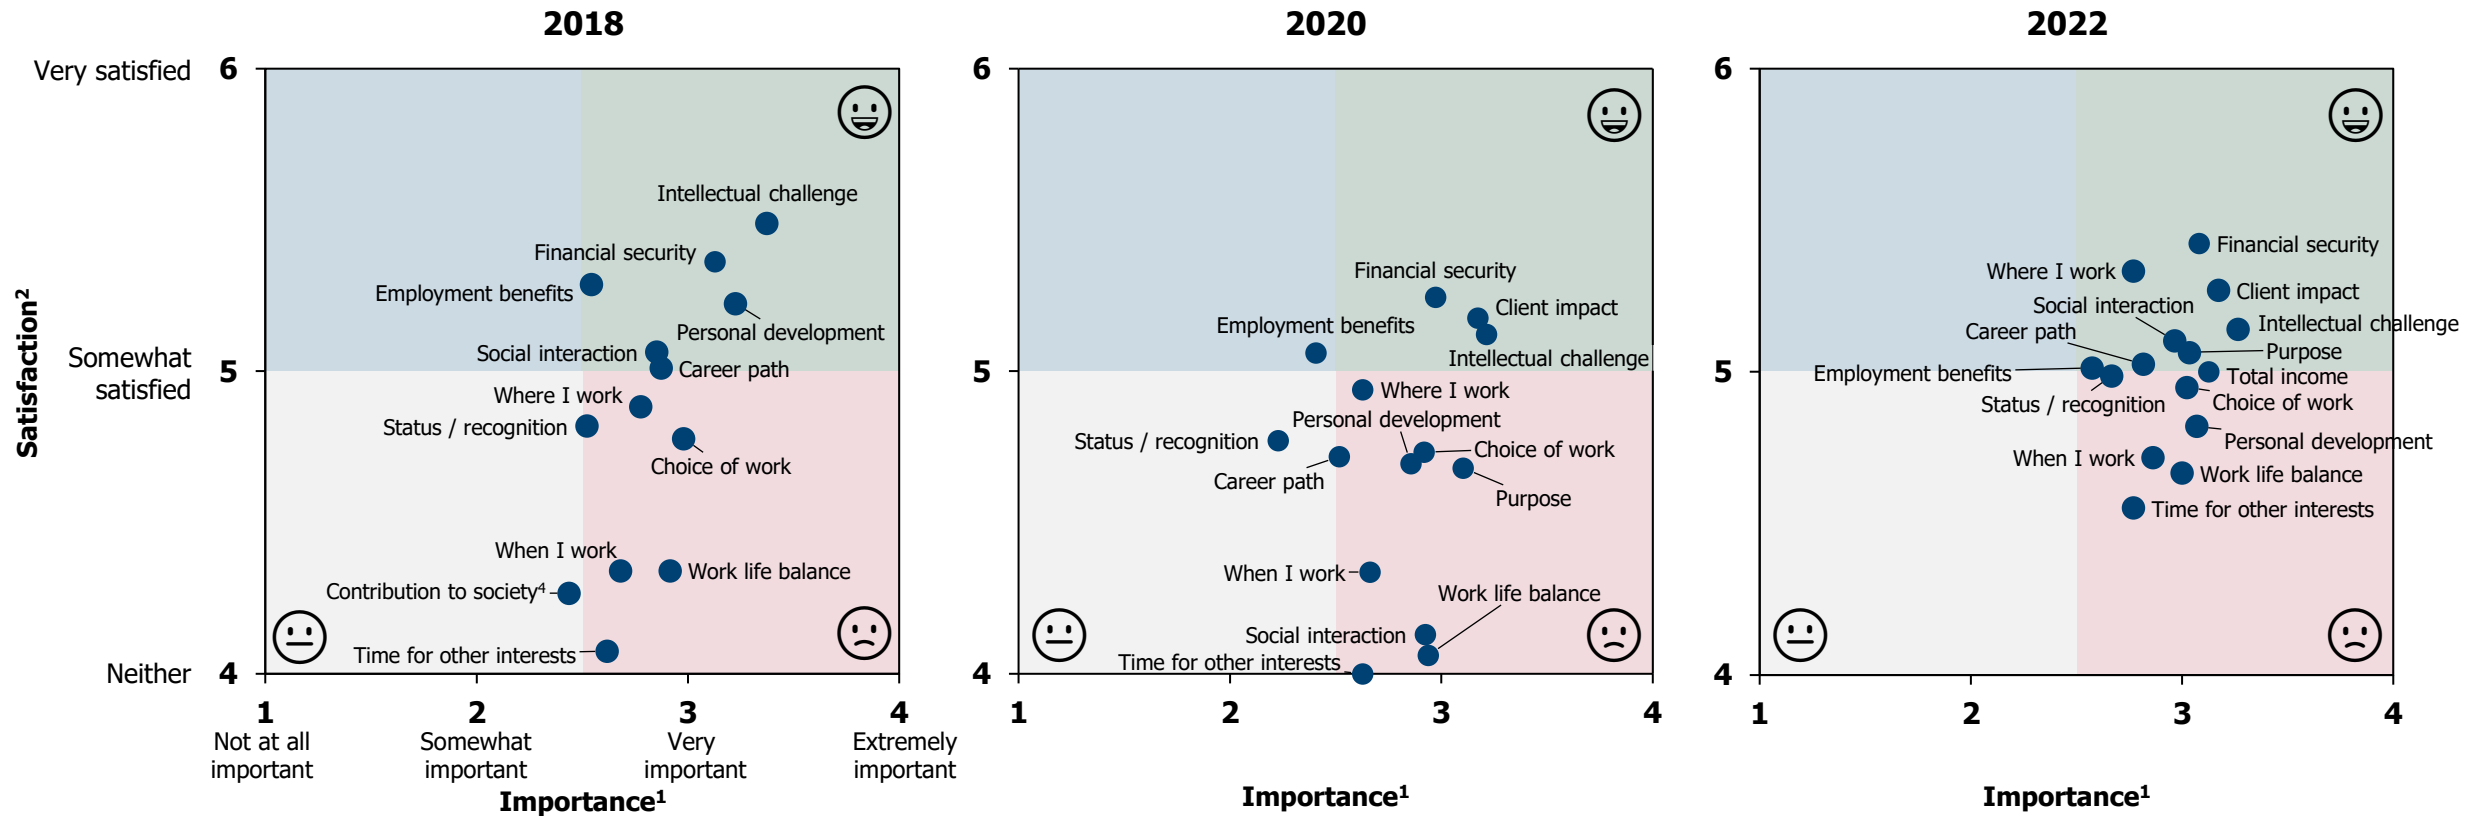 2018
2020
2022
Very satisfied
6
Somewhat
satisfied
5
Neither
4
Satisfaction²
Intellectual challenge
Financial security
Employment benefits
Personal development
Social interaction
Career path
Where I work
Status / recognition
Choice of work
When I work
Work life balance
Contribution to society⁴
Time for other interests
1
2
3
4
Not at all
important
Somewhat
important
Very
important
Extremely
important
Importance¹
6
5
4
Financial security
Client impact
Employment benefits
Intellectual challenge
Where I work
Personal development
Status / recognition
Choice of work
Career path
Purpose
When I work
Work life balance
Social interaction
Time for other interests
1
2
3
4
Importance¹
6
5
4
Financial security
Where I work
Client impact
Social interaction
Intellectual challenge
Career path
Purpose
Employment benefits
Total income
Status / recognition
Choice of work
Personal development
When I work
Work life balance
Time for other interests
1
2
3
4
Importance¹